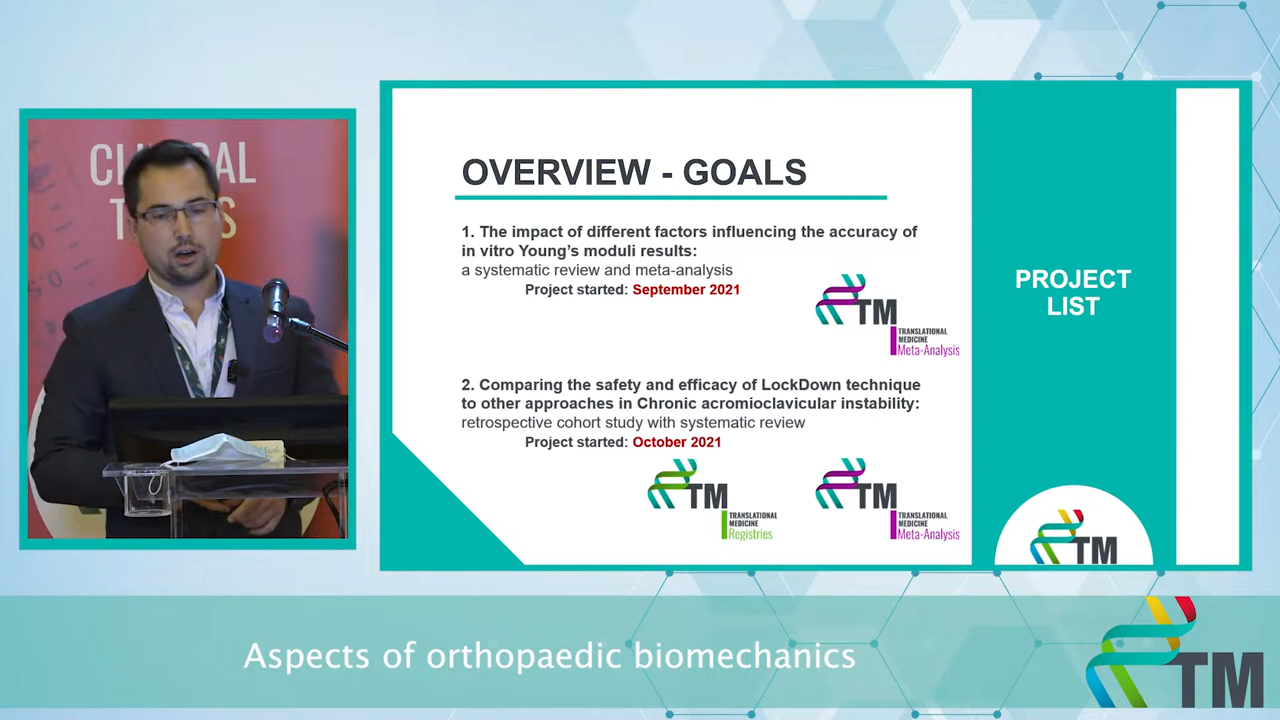 CLINICAL
TRIALS
OVERVIEW - GOALS
1. The impact of different factors influencing the accuracy of
in vitro Young's moduli results:
a systematic review and meta-analysis
Project started: September 2021
TM
TRANSLATIONAL
MEDICINE
Meta-Analysis
2. Comparing the safety and efficacy of LockDown technique
to other approaches in Chronic acromioclavicular instability:
retrospective cohort study with systematic review
Project started: October 2021
TM
TRANSLATIONAL
MEDICINE
Registries
TM
TRANSLATIONAL
MEDICINE
Meta-Analysis
PROJECT
LIST
TM
Aspects of orthopaedic biomechanics
TM